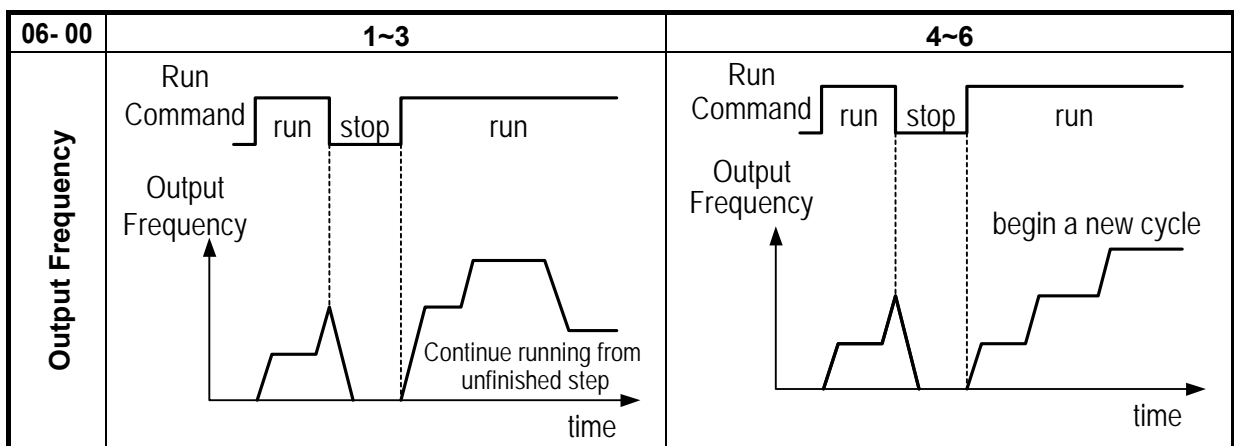 06- 00
1~3
4~6
Output Frequency
Run
Command
run
stop
run
Output
Frequency
Continue running from
unfinished step
time
Run
Command
run
stop
run
Output
Frequency
begin a new cycle
time